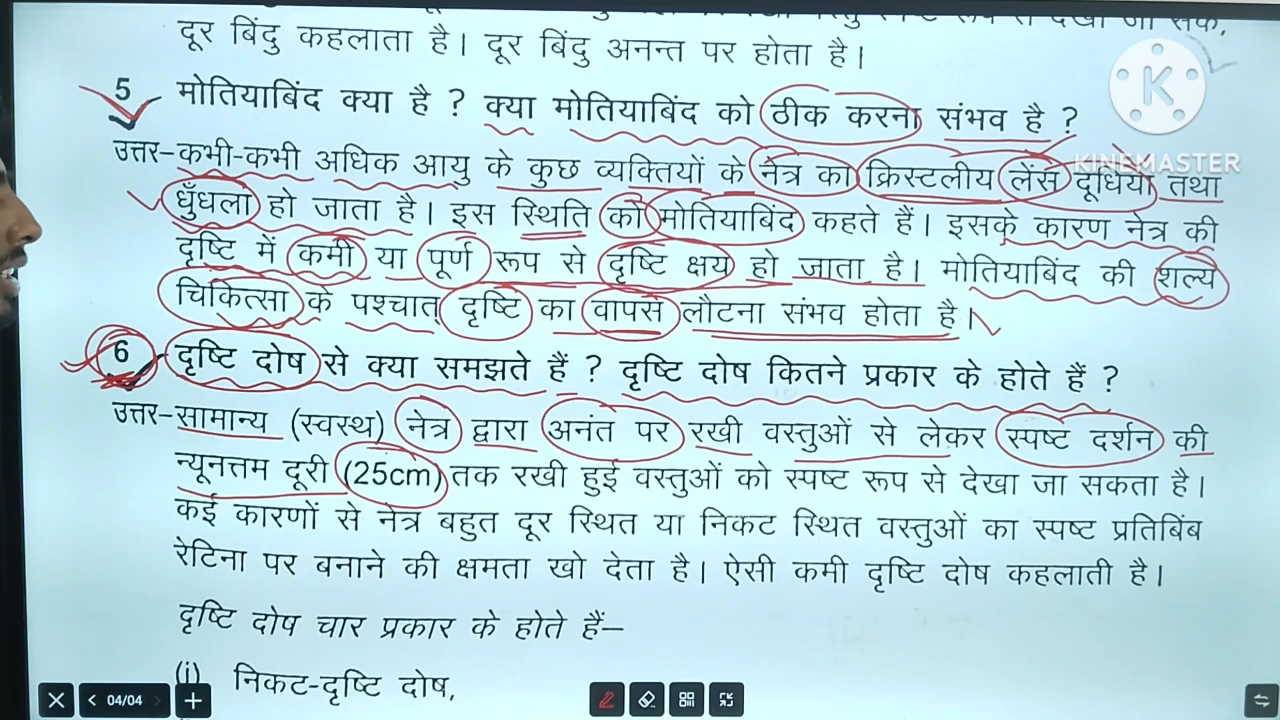 दूर बिंदु कहलाता है। दूर बिंदु अनन्त पर होता है।
5 मोतियाबिंद क्या है ? क्या मोतियाबिंद को ठीक करना संभव है ?
उत्तर–कभी-कभी अधिक आयु के कुछ व्यक्तियों के नेत्र का क्रिस्टलीय लेंस दूधिया तथा
धुँधला हो जाता है। इस स्थिति को मोतियाबिंद कहते हैं। इसके कारण नेत्र की
दृष्टि में कमी या पूर्ण रूप से दृष्टि क्षय हो जाता है। मोतियाबिंद की शल्य
चिकित्सा के पश्चात् दृष्टि का वापस लौटना संभव होता है।
6 दृष्टि दोष से क्या समझते हैं ? दृष्टि दोष कितने प्रकार के होते हैं ?
उत्तर–सामान्य (स्वस्थ) नेत्र द्वारा अनंत पर रखी वस्तुओं से लेकर स्पष्ट दर्शन की
न्यूनत्तम दूरी (25cm) तक रखी हुई वस्तुओं को स्पष्ट रूप से देखा जा सकता है।
कई कारणों से नेत्र बहुत दूर स्थित या निकट स्थित वस्तुओं का स्पष्ट प्रतिबिंब
रेटिना पर बनाने की क्षमता खो देता है। ऐसी कमी दृष्टि दोष कहलाती है।
दृष्टि दोष चार प्रकार के होते हैं–
(i) निकट-दृष्टि दोष,
04/04
K
KINEMASTER